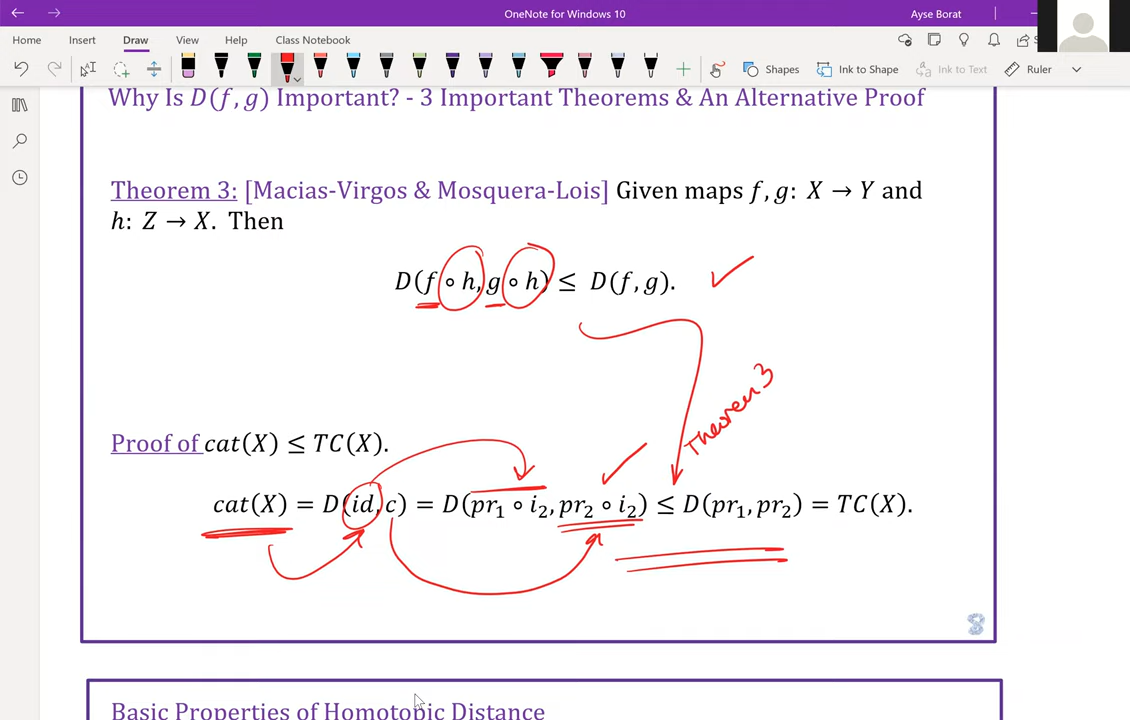 OneNote for Windows 10
Ayse Borat
Home Insert Draw View Help Class Notebook
Shapes Ink to Shape Ink to Text Ruler
Why Is D(f, g) Important? - 3 Important Theorems & An Alternative Proof
Theorem 3: [Macias-Virgos & Mosquera-Lois] Given maps f, g: X → Y and
h: Z → X. Then
D(f ∘ h, g ∘ h) ≤ D(f, g).
Theorem 3
Proof of cat(X) ≤ TC(X).
cat(X) = D(id, c) = D(pr₁ ∘ i₂, pr₂ ∘ i₂) ≤ D(pr₁, pr₂) = TC(X).
Basic Properties of Homotopic Distance